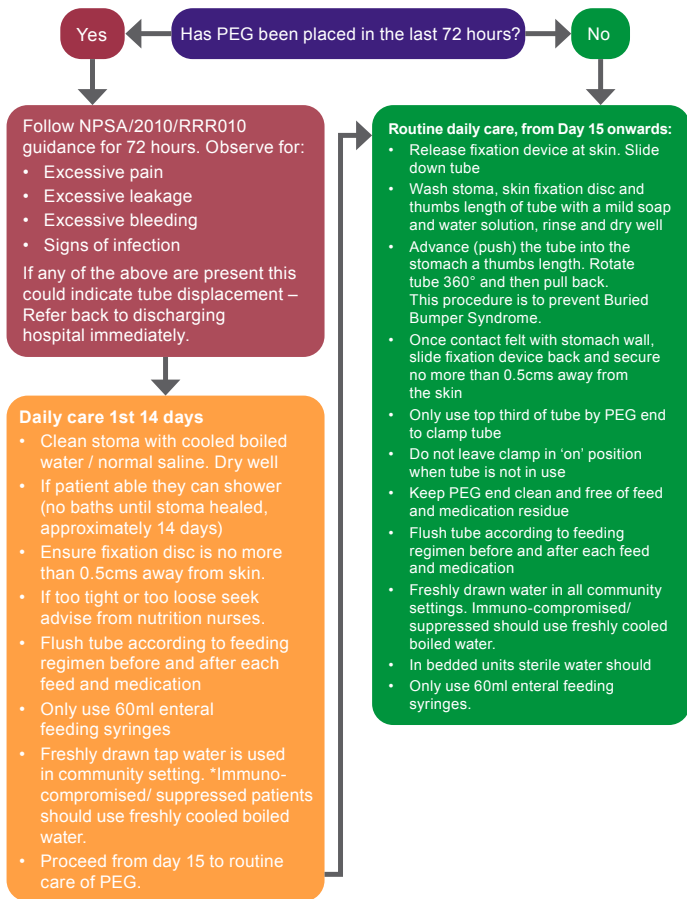 Has PEG been placed in the last 72 hours?
Yes
No
Follow NPSA/2010/RRR010
guidance for 72 hours. Observe for:
• Excessive pain
• Excessive leakage
• Excessive bleeding
• Signs of infection
If any of the above are present this
could indicate tube displacement –
Refer back to discharging
hospital immediately.
Daily care 1st 14 days
• Clean stoma with cooled boiled
water / normal saline. Dry well
• If patient able they can shower
(no baths until stoma healed,
approximately 14 days)
• Ensure fixation disc is no more
than 0.5cms away from skin.
• If too tight or too loose seek
advise from nutrition nurses.
• Flush tube according to feeding
regimen before and after each
feed and medication
• Only use 60ml enteral
feeding syringes
• Freshly drawn tap water is used
in community setting. *Immuno-
compromised/ suppressed patients
should use freshly cooled boiled
water.
• Proceed from day 15 to routine
care of PEG.
Routine daily care, from Day 15 onwards:
• Release fixation device at skin. Slide
down tube
• Wash stoma, skin fixation disc and
thumbs length of tube with a mild soap
and water solution, rinse and dry well
• Advance (push) the tube into the
stomach a thumbs length. Rotate
tube 360° and then pull back.
This procedure is to prevent Buried
Bumper Syndrome.
• Once contact felt with stomach wall,
slide fixation device back and secure
no more than 0.5cms away from
the skin
• Only use top third of tube by PEG end
to clamp tube
• Do not leave clamp in ‘on’ position
when tube is not in use
• Keep PEG end clean and free of feed
and medication residue
• Flush tube according to feeding
regimen before and after each feed
and medication
• Freshly drawn water in all community
settings. Immuno-compromised/
suppressed should use freshly cooled
boiled water.
• In bedded units sterile water should
• Only use 60ml enteral feeding
syringes.